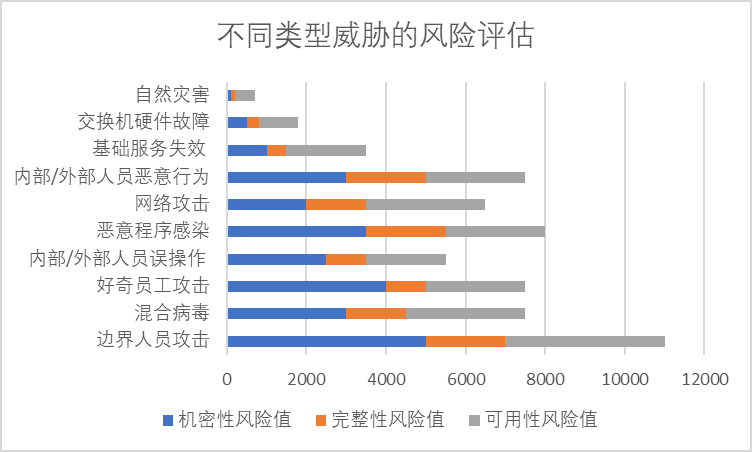 不同类型威胁的风险评估
自然灾害
交换机硬件故障
基础服务失效
内部/外部人员恶意行为
网络攻击
恶意程序感染
内部/外部人员误操作
好奇员工攻击
混合病毒
边界人员攻击
0 2000 4000 6000 8000 10000 12000
机密性风险值 完整性风险值 可用性风险值